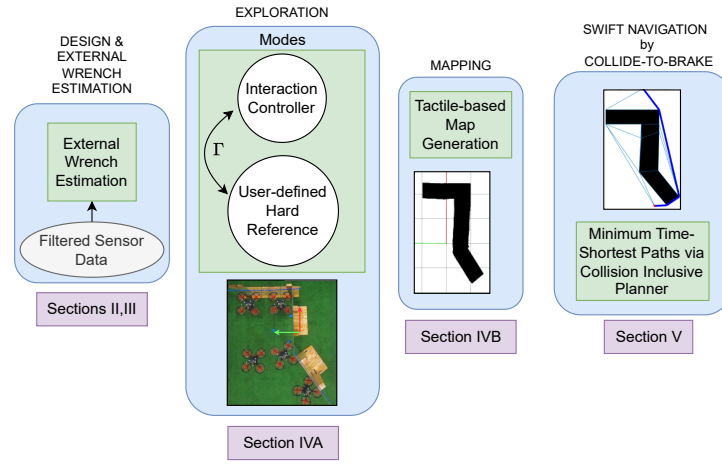 DESIGN &
EXTERNAL
WRENCH
ESTIMATION
External
Wrench
Estimation
Filtered Sensor
Data
Sections II,III
EXPLORATION
Modes
Interaction
Controller
Γ
User-defined
Hard
Reference
Section IVA
MAPPING
Tactile-based
Map
Generation
Section IVB
SWIFT NAVIGATION
by
COLLIDE-TO-BRAKE
Minimum Time-
Shortest Paths via
Collision Inclusive
Planner
Section V